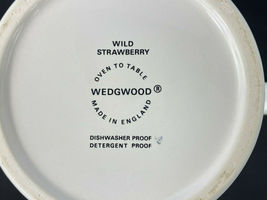 WILD
STRAWBERRY
OVEN TO TABLE
WEDGWOOD®
MADE IN ENGLAND
DISHWASHER PROOF
DETERGENT PROOF